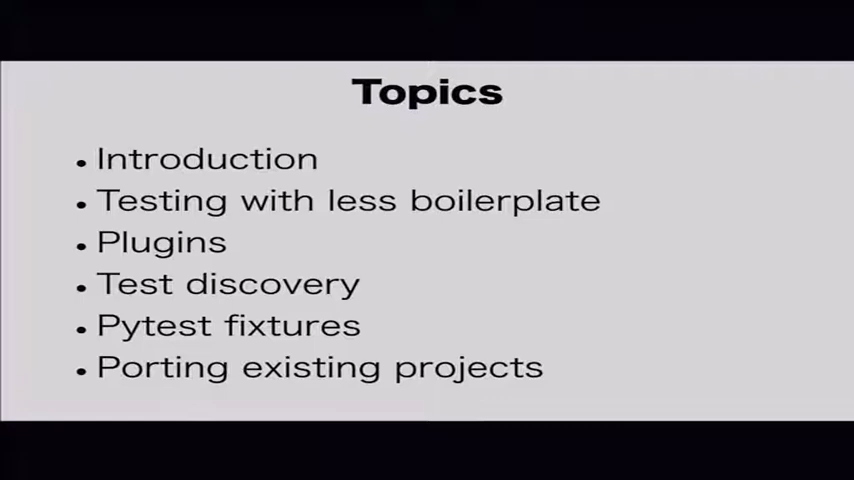 Topics
Introduction
Testing with less boilerplate
Plugins
Test discovery
Pytest fixtures
Porting existing projects